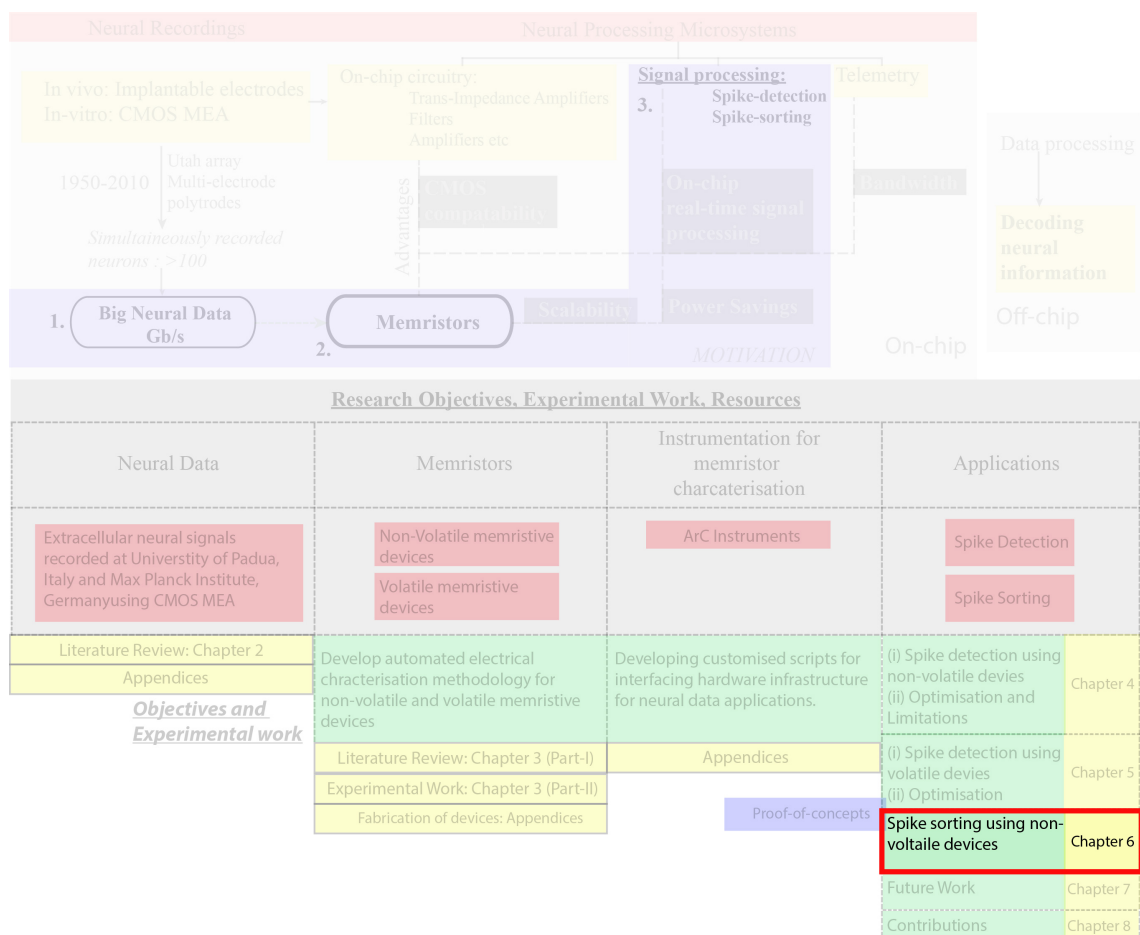 Neural Recordings
Neural Processing Microsystems
In vivo: Implantable electrodes
In-vitro: CMOS MEA
On-chip circuitry:
Trans-Impedance Amplifiers
Filters
Amplifiers etc
Signal processing:
3.
Spike-detection
Spike-sorting
Telemetry
1950-2010
Utah array
Multi-electrode
polytrodes
Simultaineously recorded
neurons : >100
Advantages
CMOS
compatability
On-chip
real-time signal
processing
Bandwidth
Data processing
Decoding
neural
information
Off-chip
1.
Big Neural Data
Gb/s
2.
Memristors
Scalability
Power Savings
MOTIVATION
On-chip
Research Objectives, Experimental Work, Resources
Neural Data
Memristors
Instrumentation for
memristor
charcaterisation
Applications
Extracellular neural signals
recorded at Universtity of Padua,
Italy and Max Planck Institute,
Germanyusing CMOS MEA
Non-Volatile memristive
devices
Volatile memristive
devices
ArC Instruments
Spike Detection
Spike Sorting
Literature Review: Chapter 2
Appendices
Objectives and
Experimental work
Develop automated electrical
chracterisation methodology for
non-volatile and volatile memristive
devices
Literature Review: Chapter 3 (Part-I)
Experimental Work: Chapter 3 (Part-II)
Fabrication of devices: Appendices
Developing customised scripts for
interfacing hardware infrastructure
for neural data applications.
Appendices
Proof-of-concepts
(i) Spike detection using
non-volatile devies
(ii) Optimisation and
Limitations
Chapter 4
(i) Spike detection using
volatile devies
(ii) Optimisation
Chapter 5
Spike sorting using non-
voltaile devices
Chapter 6
Future Work
Chapter 7
Contributions
Chapter 8